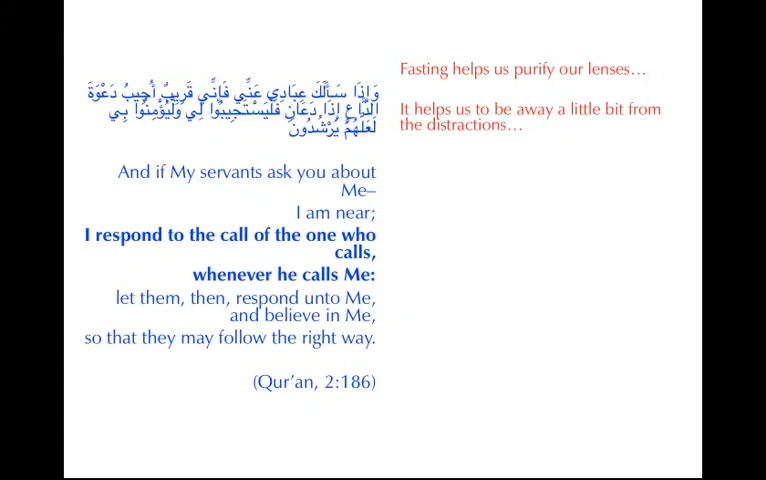 وَإِذَا سَأَلَكَ عِبَادِي عَنِّي فَإِنِّي قَرِيبٌ أُجِيبُ دَعْوَةَ
الدَّاعِ إِذَا دَعَانِ فَلْيَسْتَجِيبُوا لِي وَلْيُؤْمِنُوا بِي
لَعَلَّهُمْ يَرْشُدُونَ
And if My servants ask you about
Me–
I am near;
I respond to the call of the one who
calls,
whenever he calls Me:
let them, then, respond unto Me,
and believe in Me,
so that they may follow the right way.
(Qur’an, 2:186)
Fasting helps us purify our lenses…
It helps us to be away a little bit from
the distractions…